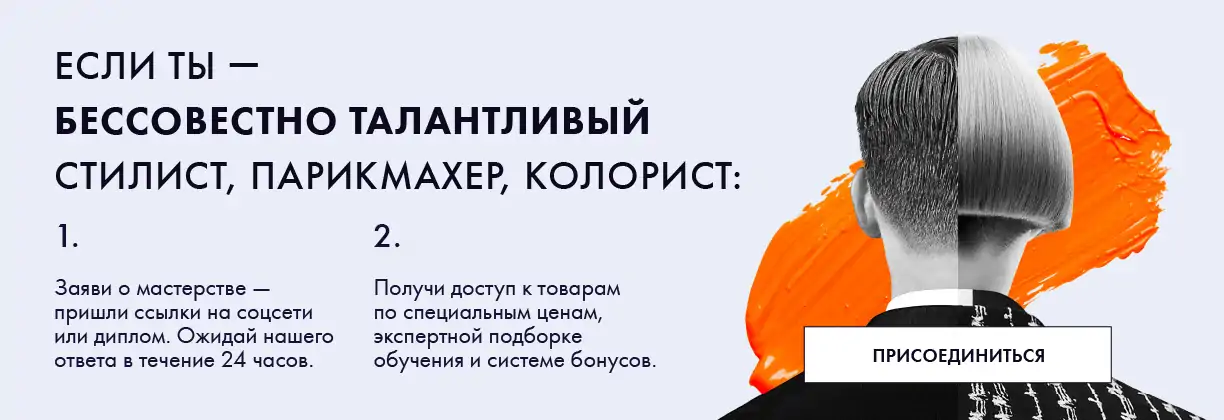 ЕСЛИ ТЫ —
БЕССОВЕСТНО ТАЛАНТЛИВЫЙ
СТИЛИСТ, ПАРИКМАХЕР, КОЛОРИСТ:
1.
Заяви о мастерстве —
пришли ссылки на соцсети
или диплом. Ожидай нашего
ответа в течение 24 часов.
2.
Получи доступ к товарам
по специальным ценам,
экспертной подборке
обучения и системе бонусов.
ПРИСОЕДИНИТЬСЯ